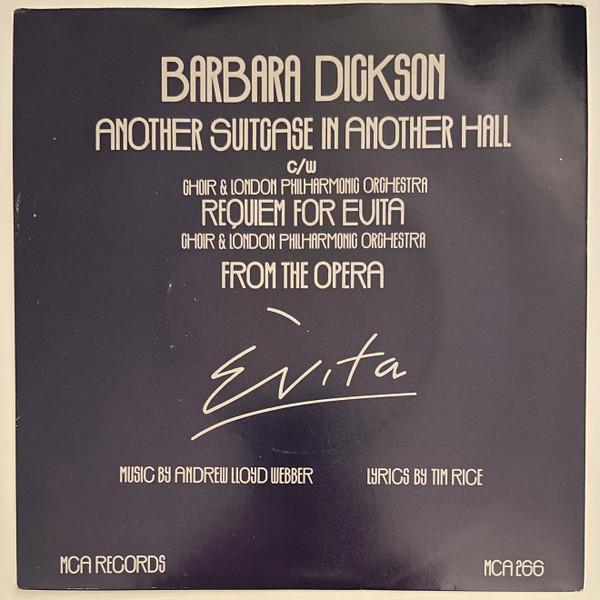 BARBARA DICKSON
ANOTHER SUITCASE IN ANOTHER HALL
C/W
CHOIR & LONDON PHILHARMONIC ORCHESTRA
REQUIEM FOR EVITA
CHOIR & LONDON PHILHARMONIC ORCHESTRA
FROM THE OPERA
Evita
MUSIC BY ANDREW LLOYD WEBBER LYRICS BY TIM RICE
MCA RECORDS MCA 266